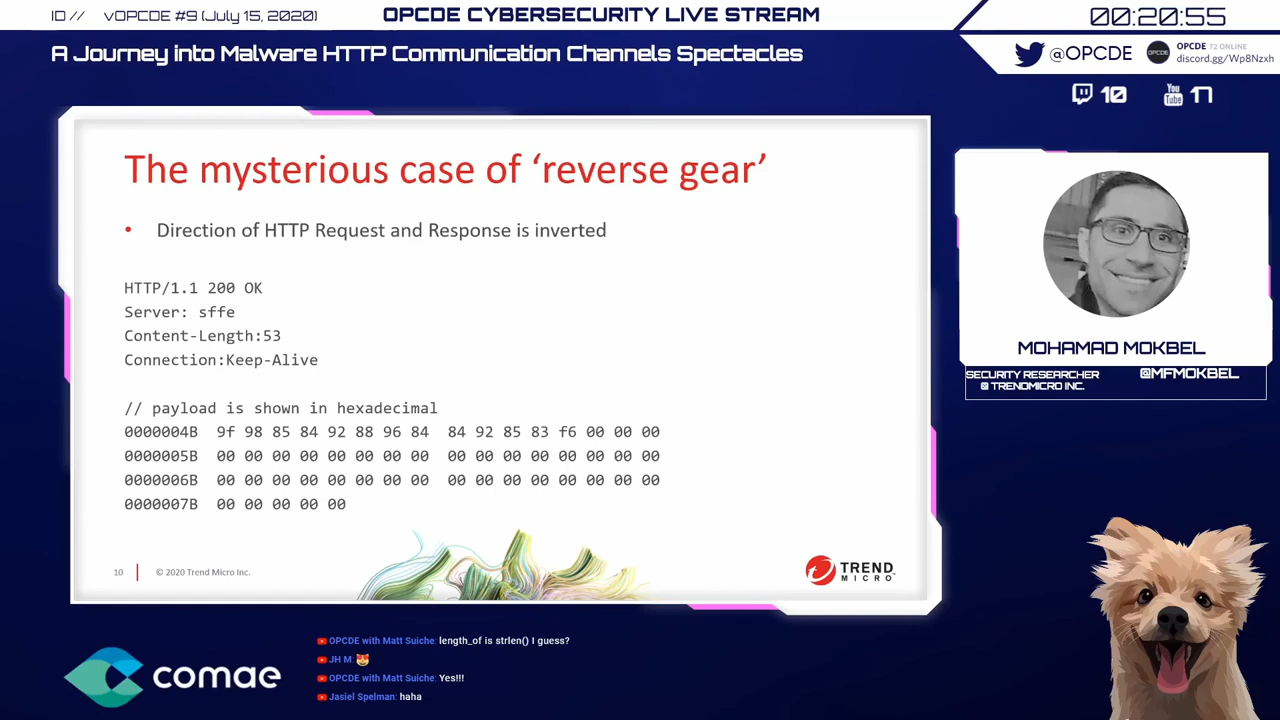 ID // vOPCDE #9 (July 15, 2020)
OPCDE CYBERSECURITY LIVE STREAM
00:20:55
A Journey into Malware HTTP Communication Channels Spectacles
@OPCDE
OPCDE
OPCDE 72 ONLINE
discord.gg/Wp8Nzxh
10
You Tube 17
The mysterious case of ‘reverse gear’
• Direction of HTTP Request and Response is inverted
HTTP/1.1 200 OK
Server: sffe
Content-Length:53
Connection:Keep-Alive
// payload is shown in hexadecimal
0000004B 9f 98 85 84 92 88 96 84 84 92 85 83 f6 00 00 00
0000005B 00 00 00 00 00 00 00 00 00 00 00 00 00 00 00 00
0000006B 00 00 00 00 00 00 00 00 00 00 00 00 00 00 00 00
0000007B 00 00 00 00 00
10
© 2020 Trend Micro Inc.
TREND
MICRO
MOHAMAD MOKBEL
SECURITY RESEARCHER
@ TRENDMICRO INC.
@MFMOKBEL
comae
OPCDE with Matt Suiche: length_of is strlen() I guess?
JH M:
OPCDE with Matt Suiche: Yes!!!
Jasiel Spelman: haha